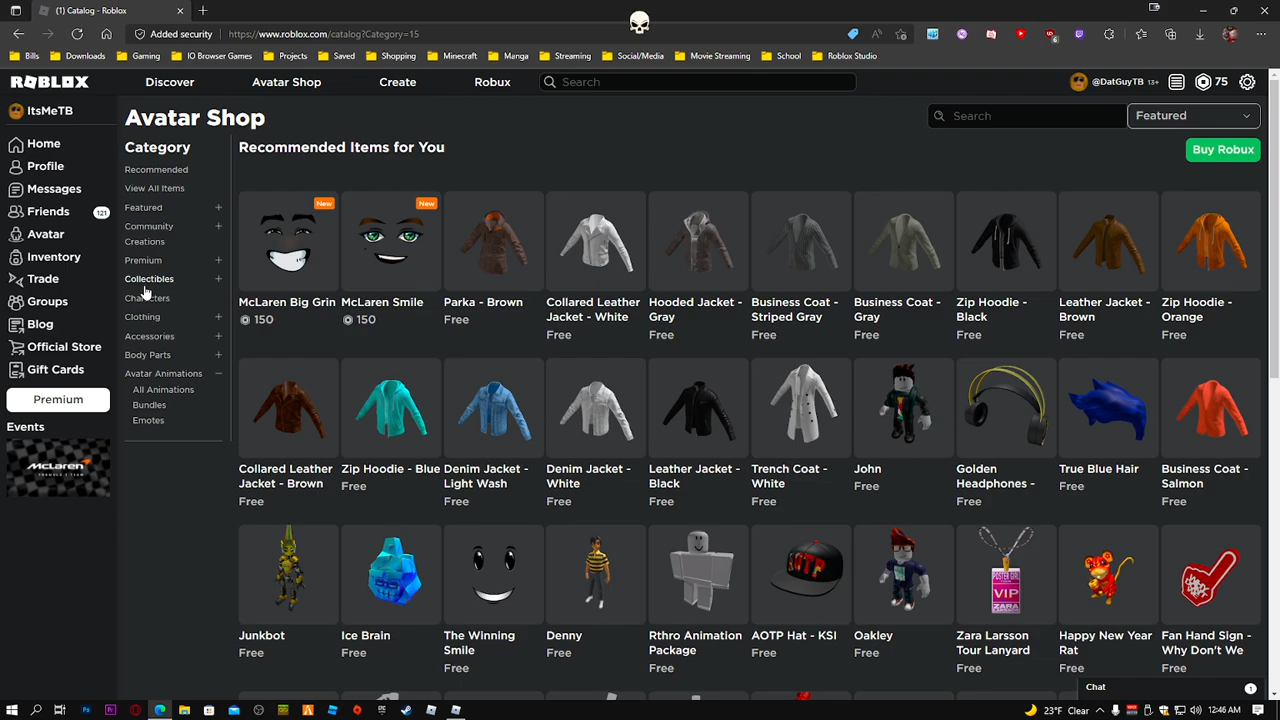 (1) Catalog - Roblox
Added security
https://www.roblox.com/catalog?Category=15
Bills
Downloads
Gaming
IO Browser Games
Projects
Saved
Shopping
Minecraft
Manga
Streaming
Social/Media
Movie Streaming
School
Roblox Studio
ROBLOX
Discover
Avatar Shop
Create
Robux
Search
@DatGuyTB 13+
75
ItsMeTB
Home
Profile
Messages
Friends 121
Avatar
Inventory
Trade
Groups
Blog
Official Store
Gift Cards
Premium
Events
McLaren
Avatar Shop
Search
Featured
Category
Recommended
View All Items
Featured +
Community +
Creations
Premium +
Collectibles +
Characters
Clothing +
Accessories +
Body Parts +
Avatar Animations −
All Animations
Bundles
Emotes
Recommended Items for You
Buy Robux
New
McLaren Big Grin
150
New
McLaren Smile
150
Parka - Brown
Free
Collared Leather
Jacket - White
Free
Hooded Jacket -
Gray
Free
Business Coat -
Striped Gray
Free
Business Coat -
Gray
Free
Zip Hoodie -
Black
Free
Leather Jacket -
Brown
Free
Zip Hoodie -
Orange
Free
Collared Leather
Jacket - Brown
Free
Zip Hoodie - Blue
Free
Denim Jacket -
Light Wash
Free
Denim Jacket -
White
Free
Leather Jacket -
Black
Free
Trench Coat -
White
Free
John
Free
Golden
Headphones -
Free
True Blue Hair
Free
Business Coat -
Salmon
Free
Junkbot
Free
Ice Brain
Free
The Winning
Smile
Free
Denny
Free
Rthro Animation
Package
Free
AOTP
AOTP Hat - KSI
Free
Oakley
Free
POSTER GIRL
VIP
ZARA
LARSSON
Zara Larsson
Tour Lanyard
Free
Happy New Year
Rat
Free
Fan Hand Sign -
Why Don't We
Free
Chat
1
23°F Clear
12:46 AM